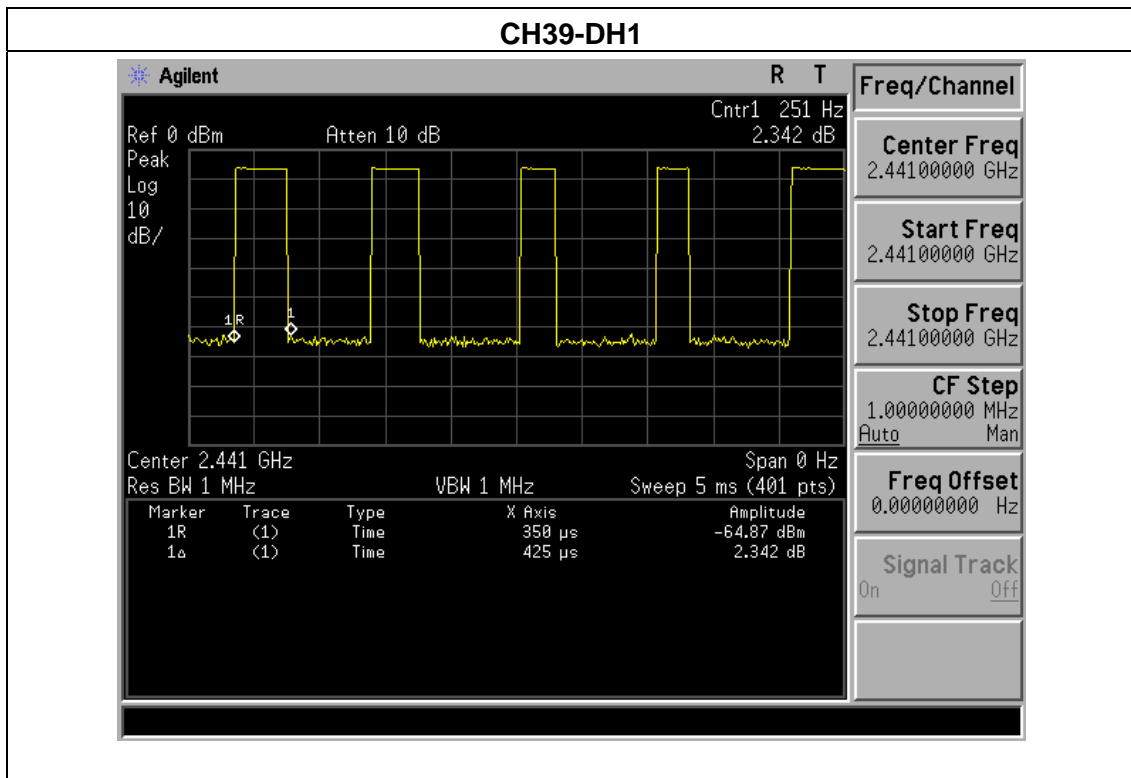 CH39-DH1
Agilent R T
Freq/Channel
Cntr1 251 Hz
Ref 0 dBm Atten 10 dB 2.342 dB
Peak
Log
10
dB/
1R
1
Center 2.441 GHz Span 0 Hz
Res BW 1 MHz VBW 1 MHz Sweep 5 ms (401 pts)
Marker Trace Type X Axis Amplitude
1R (1) Time 350 µs -64.87 dBm
1Δ (1) Time 425 µs 2.342 dB
Center Freq
2.44100000 GHz
Start Freq
2.44100000 GHz
Stop Freq
2.44100000 GHz
CF Step
1.00000000 MHz
Auto Man
Freq Offset
0.00000000 Hz
Signal Track
On Off